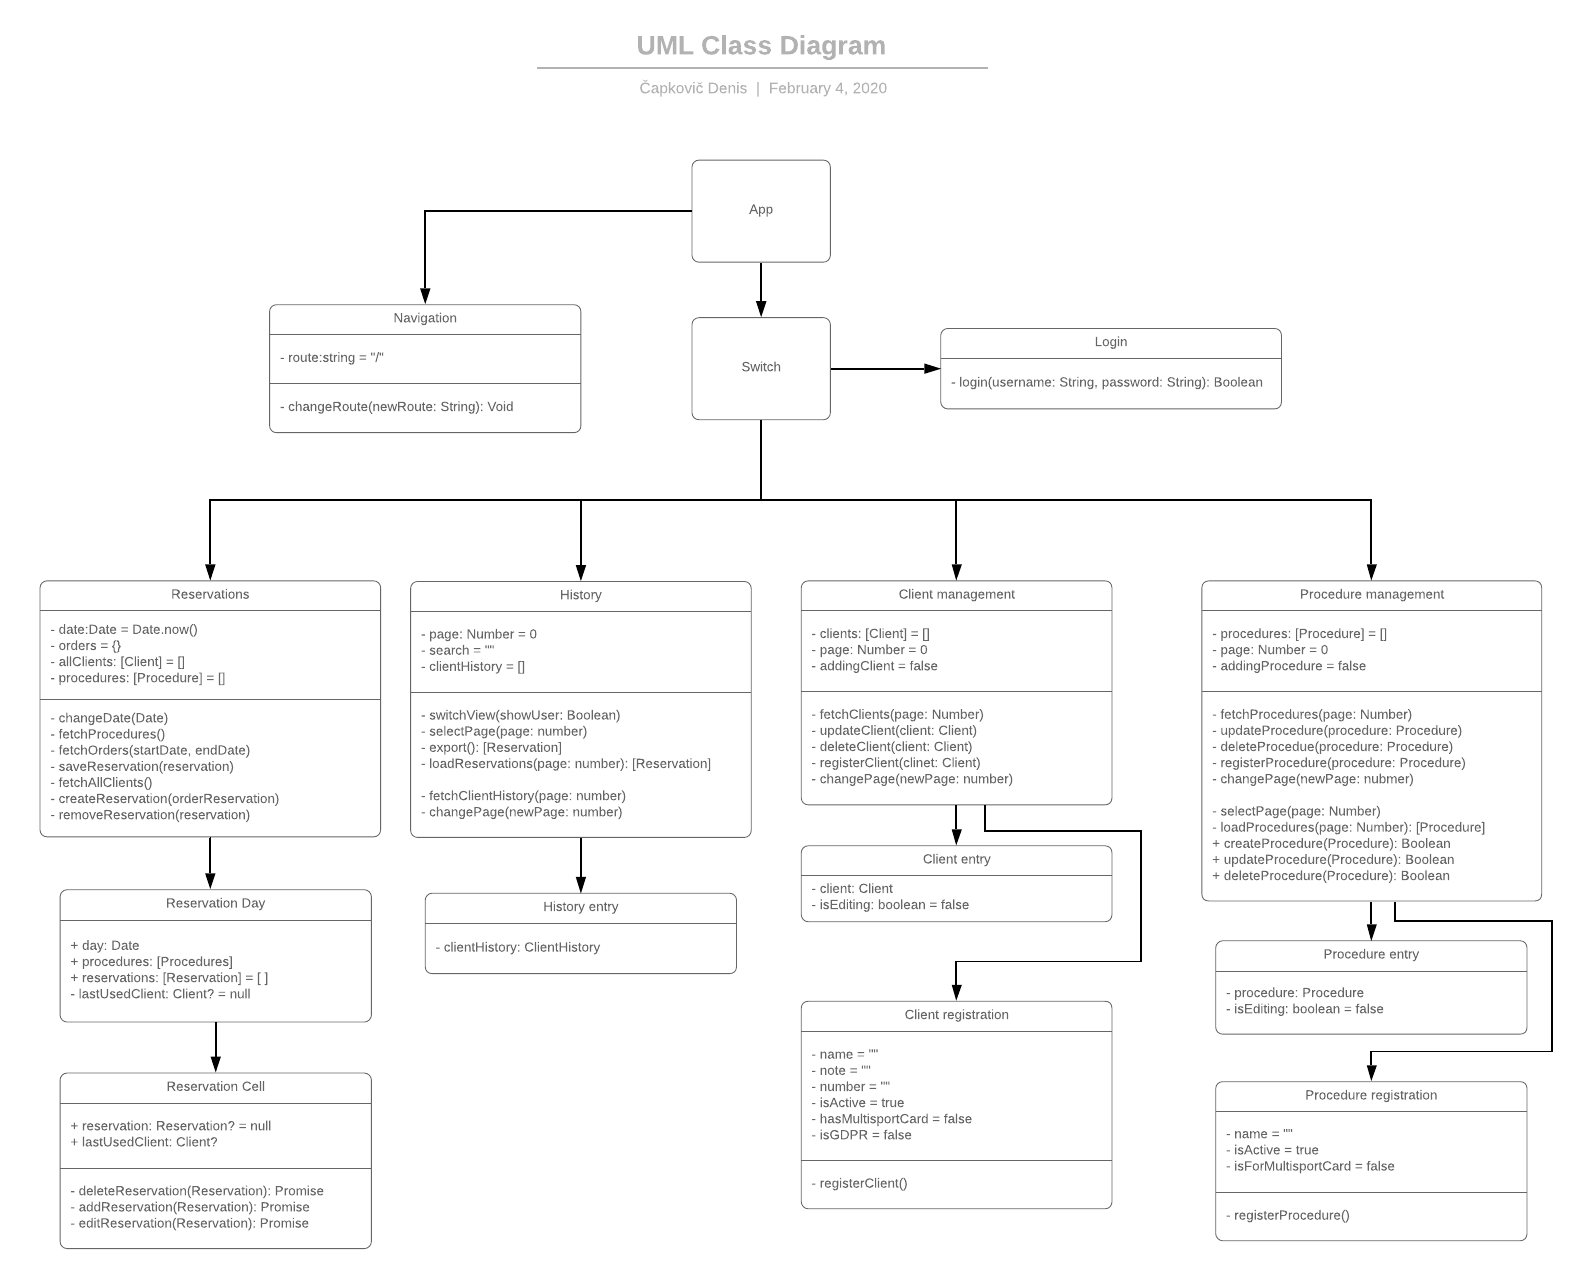 UML Class Diagram
Čapkovič Denis | February 4, 2020
App
Navigation
- route:string = "/"
- changeRoute(newRoute: String): Void
Switch
Login
- login(username: String, password: String): Boolean
Reservations
- date:Date = Date.now()
- orders = {}
- allClients: [Client] = []
- procedures: [Procedure] = []
- changeDate(Date)
- fetchProcedures()
- fetchOrders(startDate, endDate)
- saveReservation(reservation)
- fetchAllClients()
- createReservation(orderReservation)
- removeReservation(reservation)
History
- page: Number = 0
- search = ""
- clientHistory = []
- switchView(showUser: Boolean)
- selectPage(page: number)
- export(): [Reservation]
- loadReservations(page: number): [Reservation]
- fetchClientHistory(page: number)
- changePage(newPage: number)
Client management
- clients: [Client] = []
- page: Number = 0
- addingClient = false
- fetchClients(page: Number)
- updateClient(client: Client)
- deleteClient(client: Client)
- registerClient(clinet: Client)
- changePage(newPage: number)
Procedure management
- procedures: [Procedure] = []
- page: Number = 0
- addingProcedure = false
- fetchProcedures(page: Number)
- updateProcedure(procedure: Procedure)
- deleteProcedue(procedure: Procedure)
- registerProcedure(procedure: Procedure)
- changePage(newPage: nubmer)
- selectPage(page: Number)
- loadProcedures(page: Number): [Procedure]
+ createProcedure(Procedure): Boolean
+ updateProcedure(Procedure): Boolean
+ deleteProcedure(Procedure): Boolean
Reservation Day
+ day: Date
+ procedures: [Procedures]
+ reservations: [Reservation] = [ ]
- lastUsedClient: Client? = null
History entry
- clientHistory: ClientHistory
Client entry
- client: Client
- isEditing: boolean = false
Procedure entry
- procedure: Procedure
- isEditing: boolean = false
Reservation Cell
+ reservation: Reservation? = null
+ lastUsedClient: Client?
- deleteReservation(Reservation): Promise
- addReservation(Reservation): Promise
- editReservation(Reservation): Promise
Client registration
- name = ""
- note = ""
- number = ""
- isActive = true
- hasMultisportCard = false
- isGDPR = false
- registerClient()
Procedure registration
- name = ""
- isActive = true
- isForMultisportCard = false
- registerProcedure()